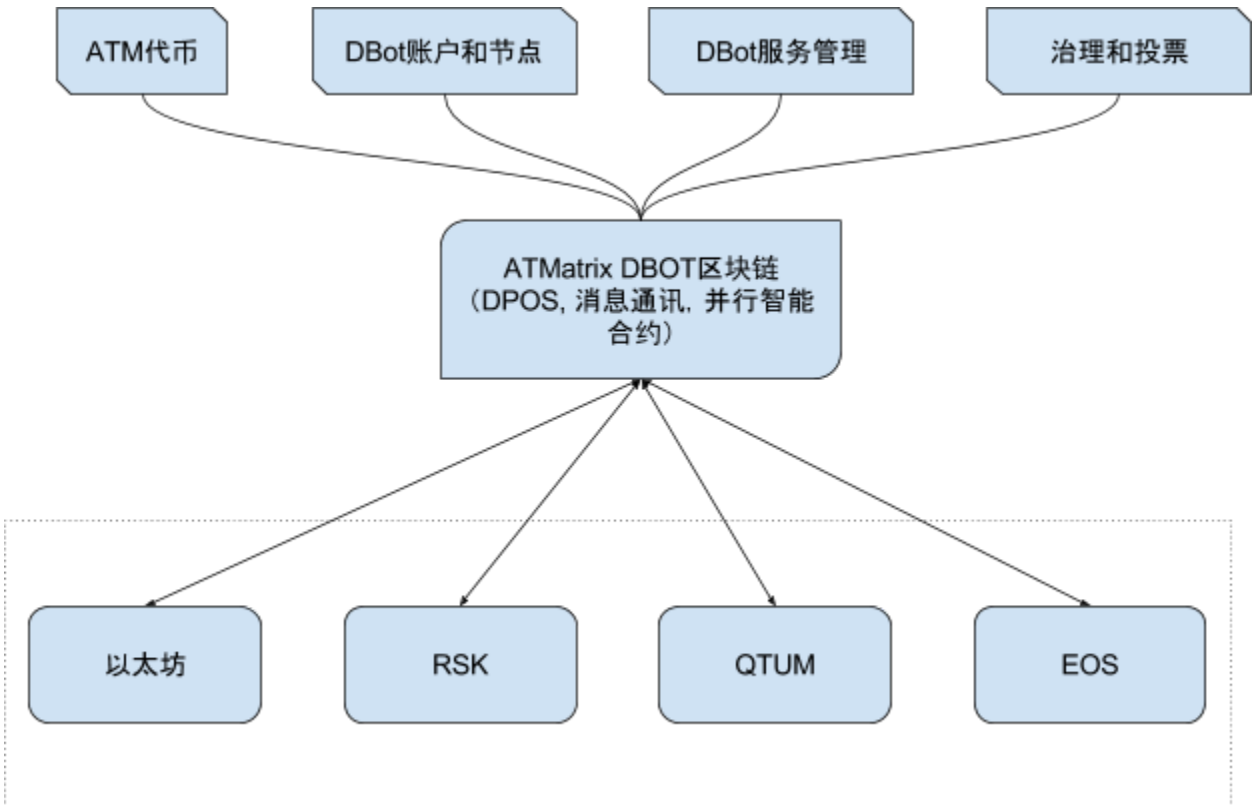 ATM代币
DBot账户和节点
DBot服务管理
治理和投票
ATMatrix DBOT区块链
（DPOS, 消息通讯, 并行智能
合约）
以太坊
RSK
QTUM
EOS